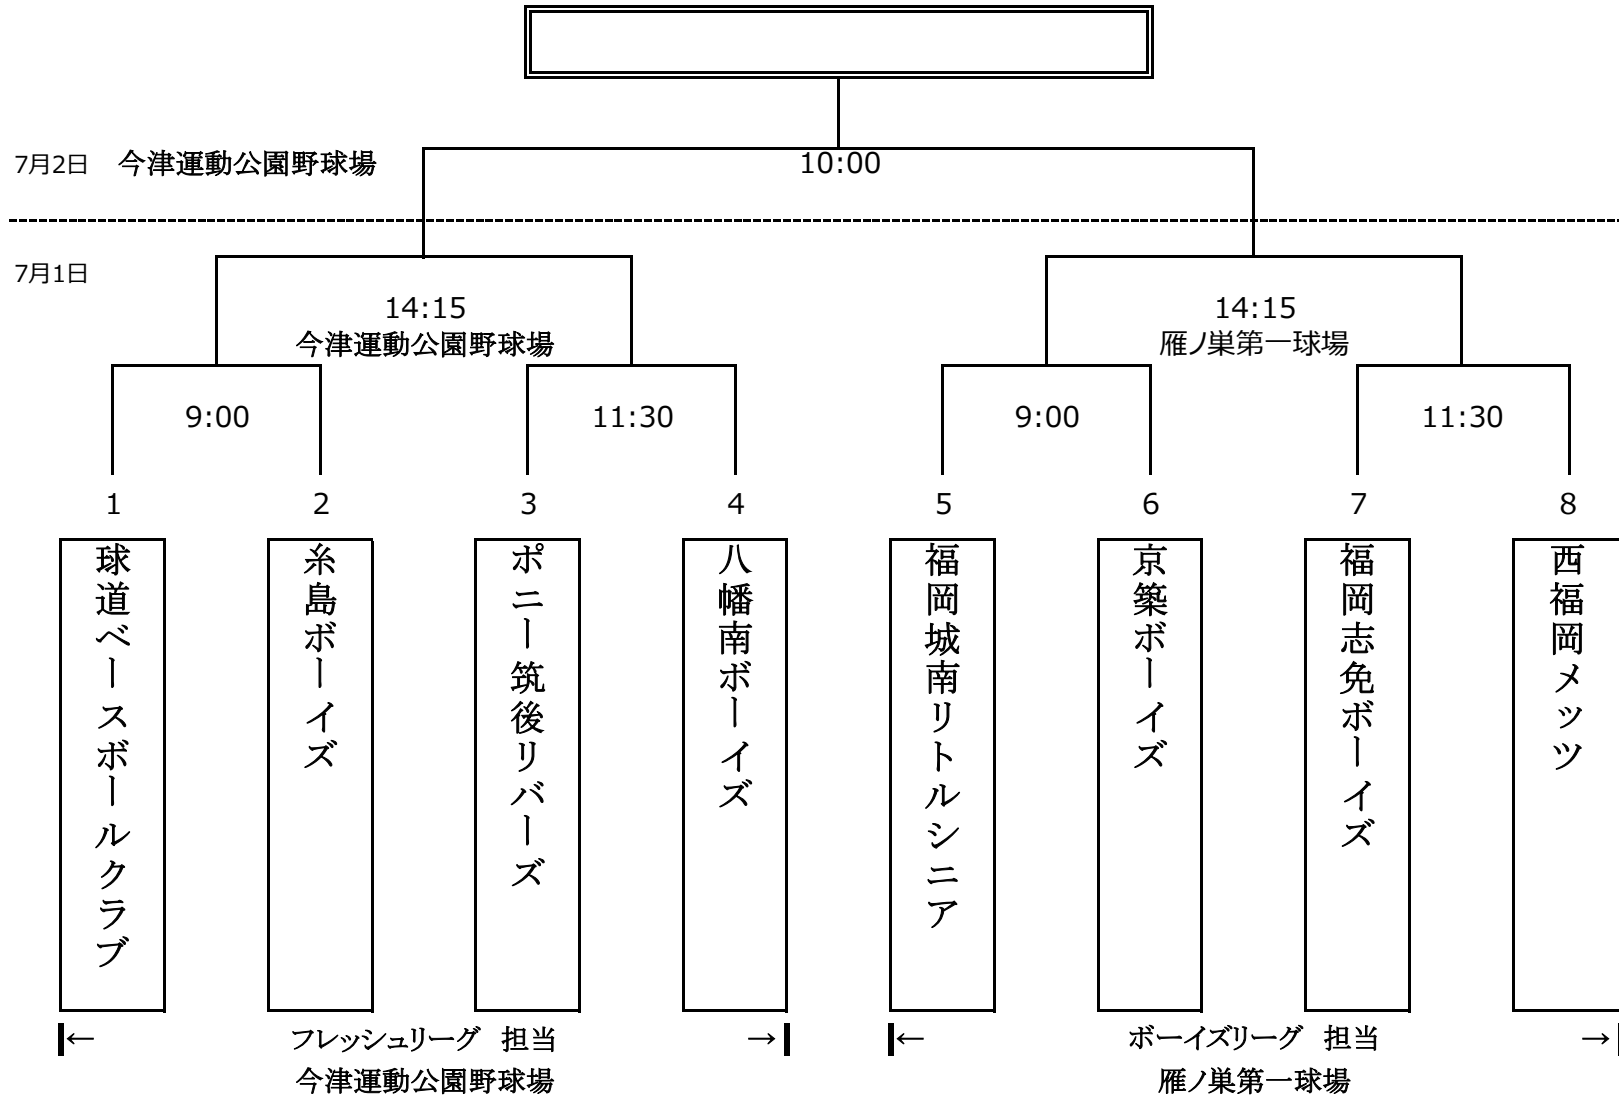 7月2日 今津運動公園野球場 10:00
7月1日
14:15 14:15
今津運動公園野球場 雁ノ巣第一球場
9:00 11:30 9:00 11:30
1 2 3 4 5 6 7 8
球道ベースボールクラブ
糸島ボーイズ
ポニー筑後リバーズ
八幡南ボーイズ
福岡城南リトルシニア
京築ボーイズ
福岡志免ボーイズ
西福岡メッツ
← フレッシュリーグ 担当 → ← ボーイズリーグ 担当 →
今津運動公園野球場 雁ノ巣第一球場